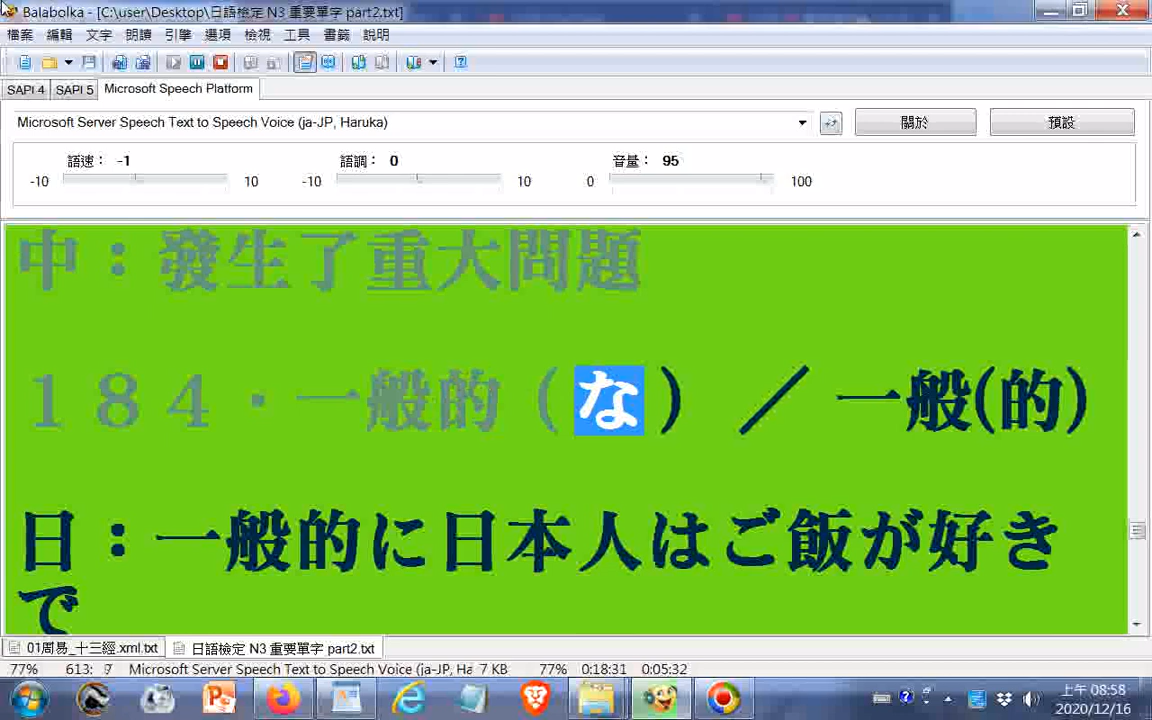 Balabolka - [C:\user\Desktop\日語檢定 N3 重要單字 part2.txt]
檔案 編輯 文字 朗讀 引擎 選項 檢視 工具 書籤 說明
SAPI 4 SAPI 5 Microsoft Speech Platform
Microsoft Server Speech Text to Speech Voice (ja-JP, Haruka) 關於 預設
語速： -1 語調： 0 音量： 95
-10 10 -10 10 0 100
中：發生了重大問題
１８４．一般的（な）／一般(的)
日：一般的に日本人はご飯が好き
で
01周易_十三經.xml.txt 日語檢定 N3 重要單字 part2.txt
77% 613: 9 Microsoft Server Speech Text to Speech Voice (ja-JP, Ha 7 KB 77% 0:18:31 0:05:32
上午 08:58
2020/12/16